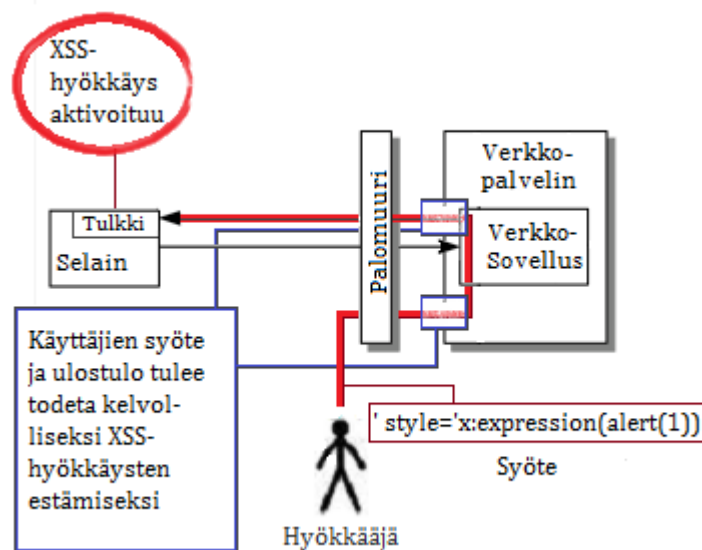 XSS-
hyökkäys
aktivoituu
Verkko-
palvelin
Palomuuri
Tulkki
Selain
Verkko-
Sovellus
Käyttäjien syöte
ja ulostulo tulee
todeta kelvol-
liseksi XSS-
hyökkäysten
estämiseksi
' style='x:expression(alert(1))
Syöte
Hyökkääjä